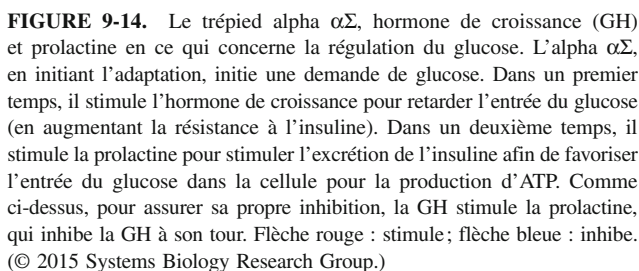 FIGURE 9-14. Le trépied alpha αΣ, hormone de croissance (GH)
et prolactine en ce qui concerne la régulation du glucose. L’alpha αΣ,
en initiant l’adaptation, initie une demande de glucose. Dans un premier
temps, il stimule l’hormone de croissance pour retarder l’entrée du glucose
(en augmentant la résistance à l’insuline). Dans un deuxième temps, il
stimule la prolactine pour stimuler l’excrétion de l’insuline afin de favoriser
l’entrée du glucose dans la cellule pour la production d’ATP. Comme
ci-dessus, pour assurer sa propre inhibition, la GH stimule la prolactine,
qui inhibe la GH à son tour. Flèche rouge : stimule; flèche bleue : inhibe.
(© 2015 Systems Biology Research Group.)